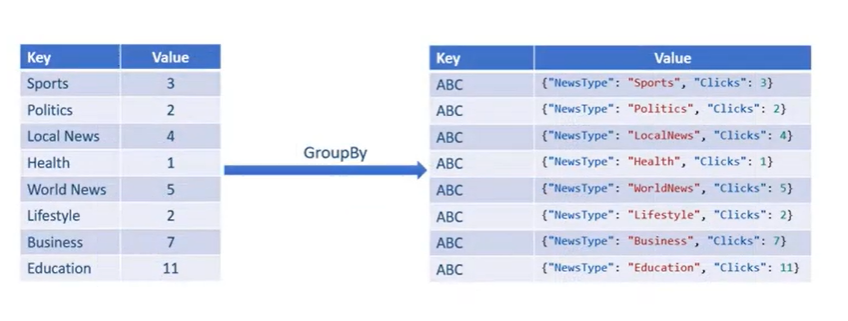 Key Value
Sports 3
Politics 2
Local News 4
Health 1
World News 5
Lifestyle 2
Business 7
Education 11
GroupBy
Key Value
ABC {"NewsType": "Sports", "Clicks": 3}
ABC {"NewsType": "Politics", "Clicks": 2}
ABC {"NewsType": "LocalNews", "Clicks": 4}
ABC {"NewsType": "Health", "Clicks": 1}
ABC {"NewsType": "WorldNews", "Clicks": 5}
ABC {"NewsType": "Lifestyle", "Clicks": 2}
ABC {"NewsType": "Business", "Clicks": 7}
ABC {"NewsType": "Education", "Clicks": 11}